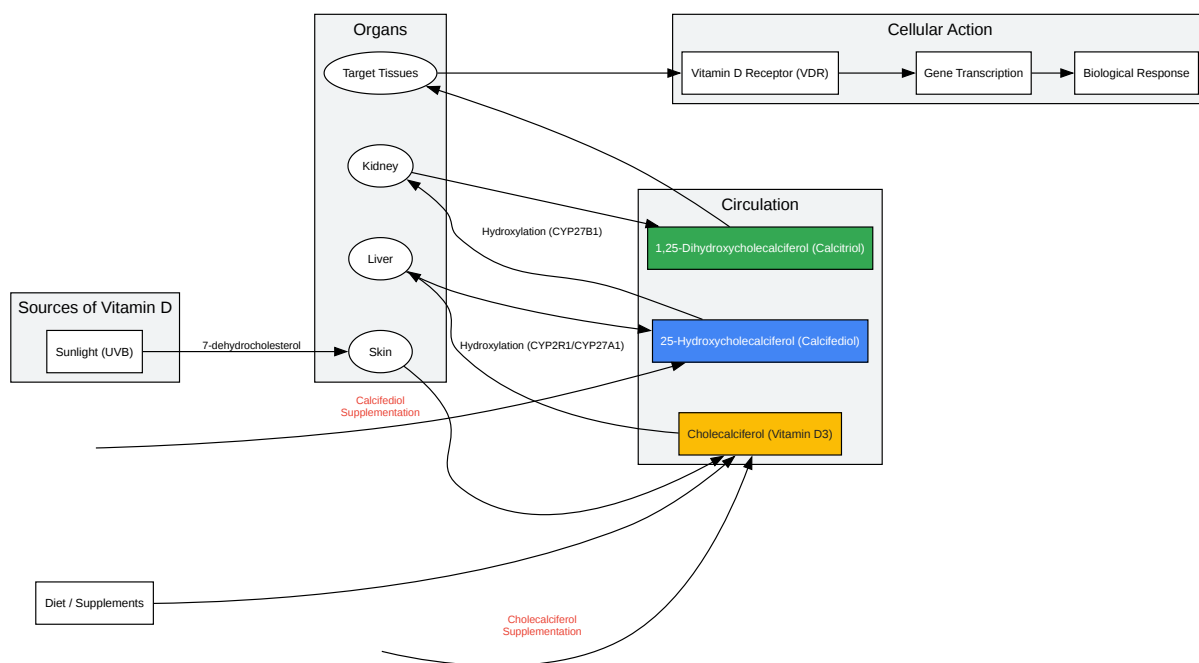 Organs
Target Tissues
Kidney
Liver
Skin
Cellular Action
Vitamin D Receptor (VDR)
Gene Transcription
Biological Response
Circulation
1,25-Dihydroxycholecalciferol (Calcitriol)
25-Hydroxycholecalciferol (Calcifediol)
Cholecalciferol (Vitamin D3)
Hydroxylation (CYP27B1)
Hydroxylation (CYP2R1/CYP27A1)
Sources of Vitamin D
Sunlight (UVB)
7-dehydrocholesterol
Calcifediol
Supplementation
Diet / Supplements
Cholecalciferol
Supplementation